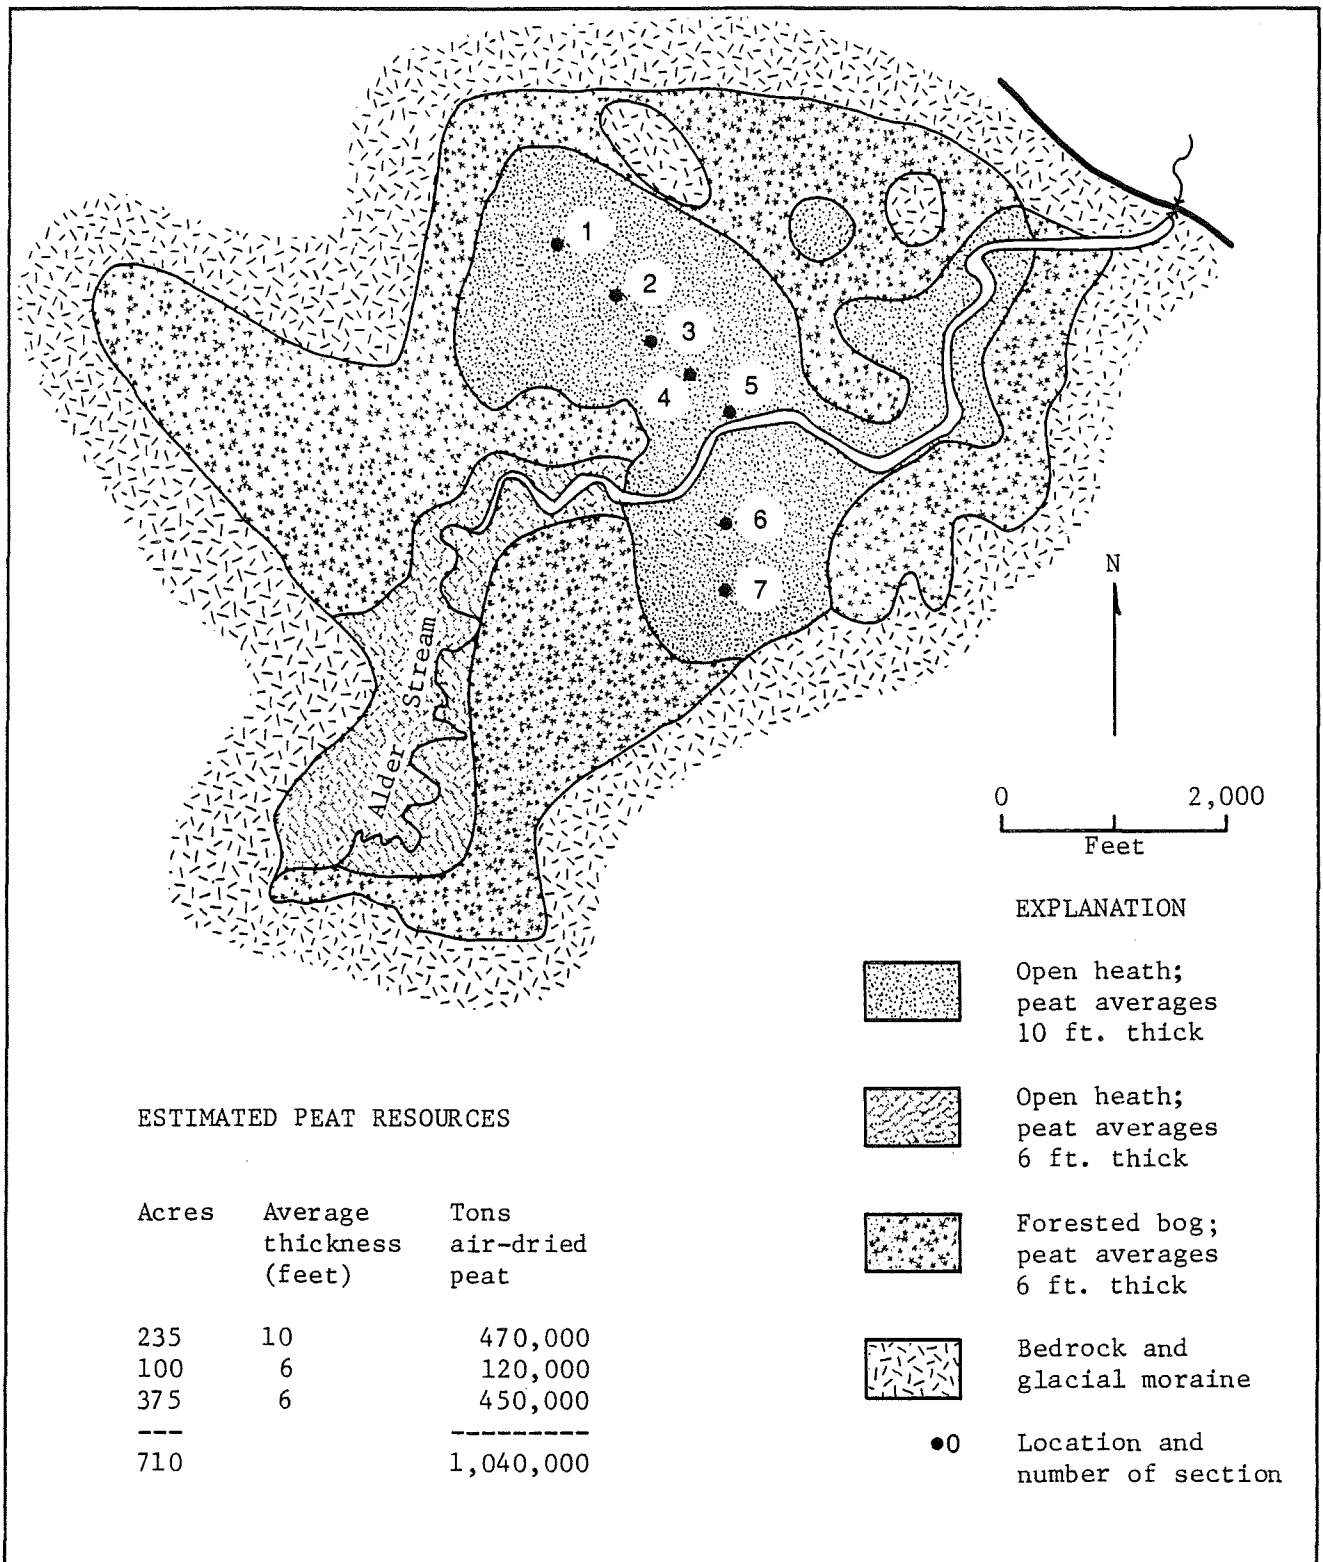 1
2
3
4
5
6
7
Alder Stream
N
0 2,000
Feet
EXPLANATION
Open heath;
peat averages
10 ft. thick
Open heath;
peat averages
6 ft. thick
Forested bog;
peat averages
6 ft. thick
Bedrock and
glacial moraine
0 Location and
number of section
ESTIMATED PEAT RESOURCES
Acres Average Tons
thickness air-dried
(feet) peat
235 10 470,000
100 6 120,000
375 6 450,000
--- ---------
710 1,040,000